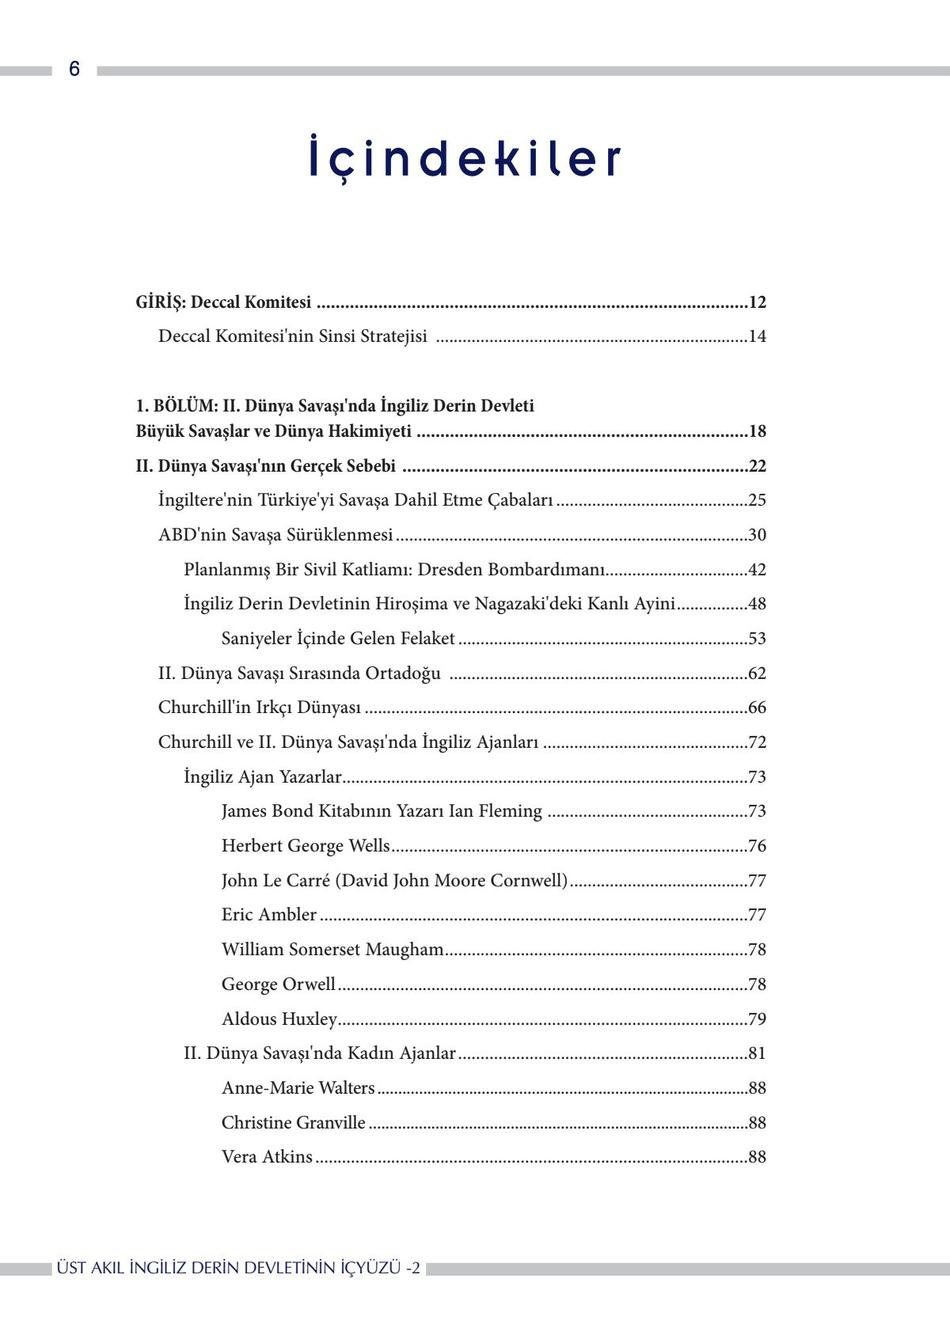 6
İçindekiler
GİRİŞ: Deccal Komitesi ............................................................................................12
Deccal Komitesi'nin Sinsi Stratejisi ...................................................................14
1. BÖLÜM: II. Dünya Savaşı'nda İngiliz Derin Devleti
Büyük Savaşlar ve Dünya Hakimiyeti .......................................................................18
II. Dünya Savaşı'nın Gerçek Sebebi ..........................................................................22
İngiltere'nin Türkiye'yi Savaşa Dahil Etme Çabaları .........................................25
ABD'nin Savaşa Sürüklenmesi ...........................................................................30
Planlanmış Bir Sivil Katliamı: Dresden Bombardımanı..............................42
İngiliz Derin Devletinin Hiroşima ve Nagazaki'deki Kanlı Ayini...............48
Saniyeler İçinde Gelen Felaket ..............................................................53
II. Dünya Savaşı Sırasında Ortadoğu ................................................................62
Churchill'in Irkçı Dünyası ..................................................................................66
Churchill ve II. Dünya Savaşı'nda İngiliz Ajanları ............................................72
İngiliz Ajan Yazarlar......................................................................................73
James Bond Kitabının Yazarı Ian Fleming ...........................................73
Herbert George Wells............................................................................76
John Le Carré (David John Moore Cornwell)......................................77
Eric Ambler ...........................................................................................77
William Somerset Maugham.................................................................78
George Orwell .......................................................................................78
Aldous Huxley.......................................................................................79
II. Dünya Savaşı'nda Kadın Ajanlar ..............................................................81
Anne-Marie Walters ..............................................................................88
Christine Granville ................................................................................88
Vera Atkins ............................................................................................88
ÜST AKIL İNGİLİZ DERİN DEVLETİNİN İÇYÜZÜ -2